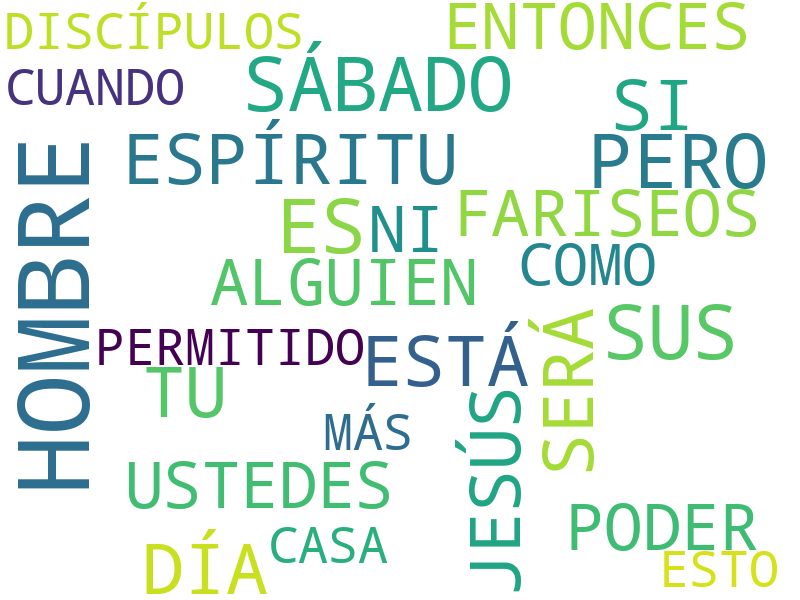 DISCÍPULOS
ENTONCES
CUANDO
SÁBADO
SI
HOMBRE
ESPÍRITU
PERO
ES
NI
FARISEOS
ALGUIEN
COMO
PERMITIDO
ESTÁ
SERÁ
SUS
TU
MÁS
JESÚS
USTEDES
PODER
DÍA
CASA
ESTO